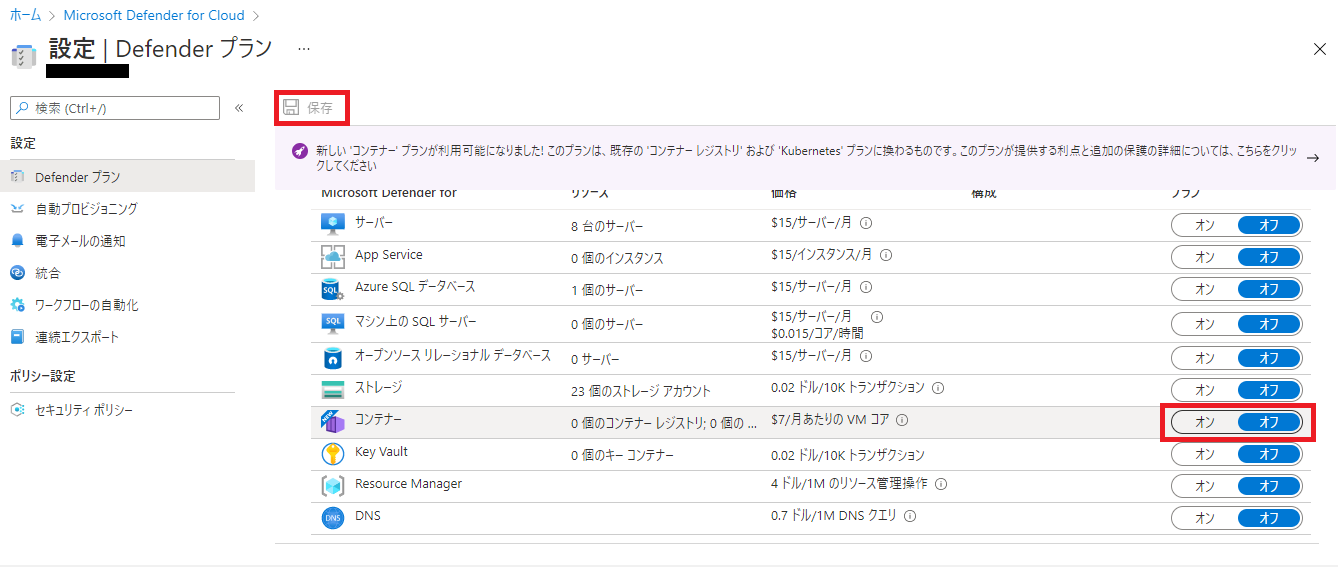 ホーム > Microsoft Defender for Cloud >
設定 | Defender プラン ...
検索 (Ctrl+/) «
設定
Defender プラン
自動プロビジョニング
電子メールの通知
統合
ワークフローの自動化
連続エクスポート
ポリシー設定
セキュリティ ポリシー
保存
新しい 'コンテナー' プランが利用可能になりました! このプランは、既存の 'コンテナー レジストリ' および 'Kubernetes' プランに換わるものです。このプランが提供する利点と追加の保護の詳細については、こちらをクリッ
クしてください →
Microsoft Defender for リソース 価格 構成 プラン
サーバー 8 台のサーバー $15/サーバー/月 オン オフ
App Service 0 個のインスタンス $15/インスタンス/月 オン オフ
Azure SQL データベース 1 個のサーバー $15/サーバー/月 オン オフ
マシン上の SQL サーバー 0 個のサーバー $15/サーバー/月 オン オフ
$0.015/コア/時間
オープンソース リレーショナル データベース 0 サーバー $15/サーバー/月 オン オフ
ストレージ 23 個のストレージ アカウント 0.02 ドル/10K トランザクション オン オフ
コンテナー 0 個のコンテナー レジストリ; 0 個の ... $7/月あたりの VM コア オン オフ
Key Vault 0 個のキー コンテナー 0.02 ドル/10K トランザクション オン オフ
Resource Manager 4 ドル/1M のリソース管理操作 オン オフ
DNS 0.7 ドル/1M DNS クエリ オン オフ